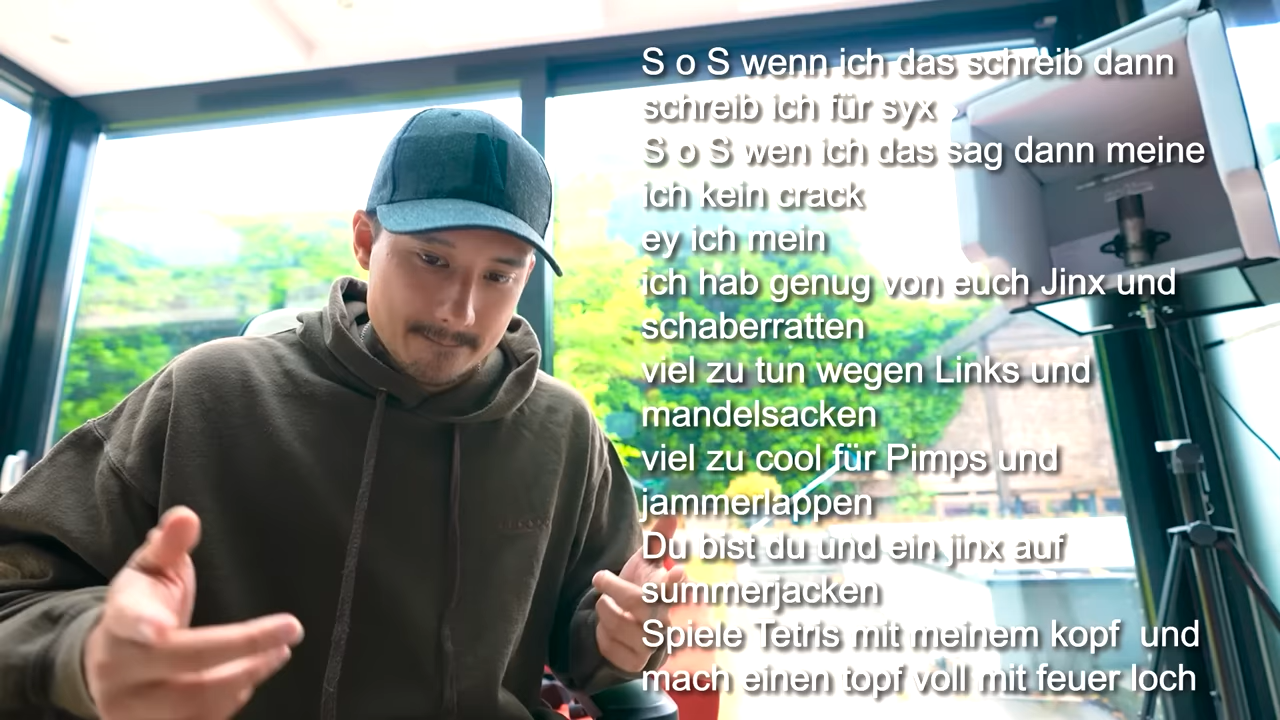 S o S wenn ich das schreib dann
schreib ich für syx s
S o S wen ich das sag dann meine
ich kein crack
ey ich mein
ich hab genug von euch Jinx und
schaberratten
viel zu tun wegen Links und
mandelsacken
viel zu cool für Pimps und
jammerlappen
Du bist du und ein jinx auf
summerjacken
Spiele Tetris mit meinem kopf  und
mach einen topf voll mit feuer loch